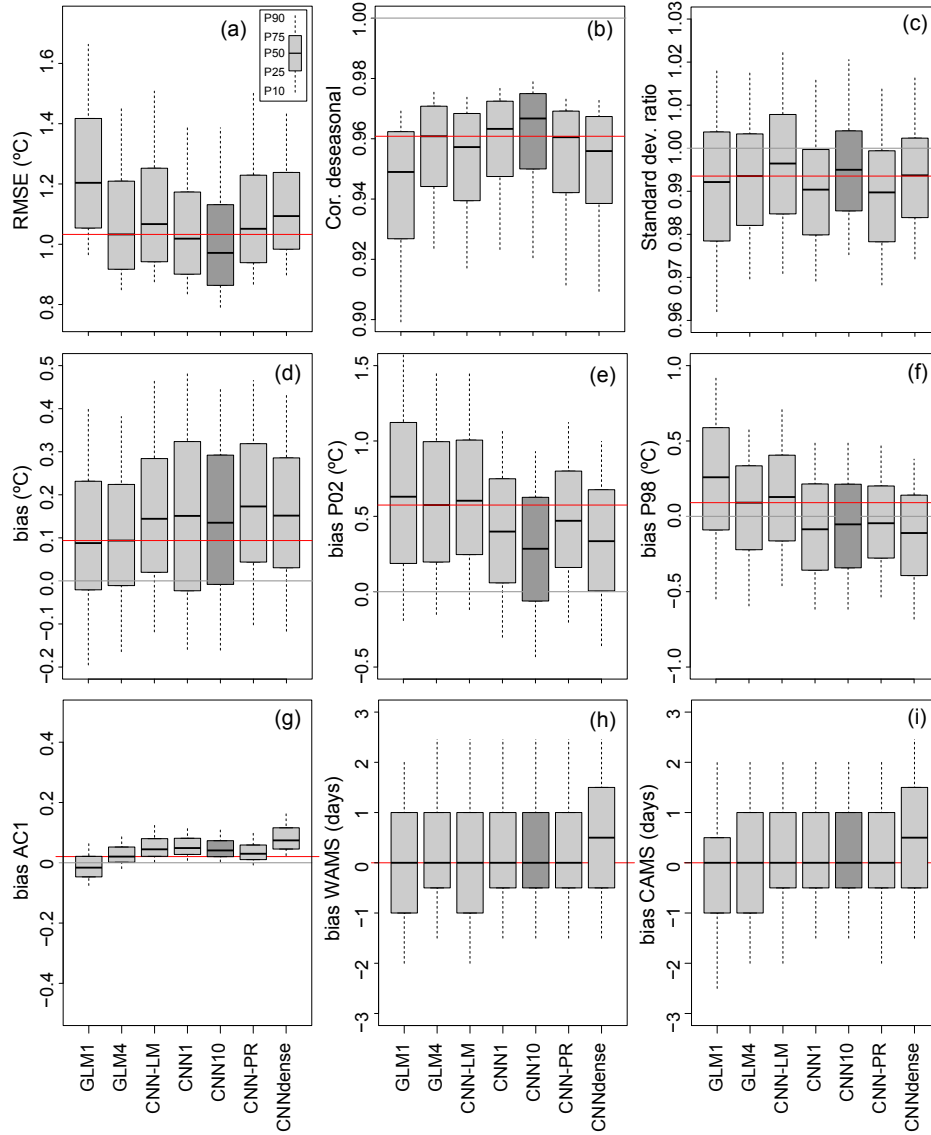 (a)
P90
P75
P50
P25
P10
RMSE (ºC)
0.8 1.0 1.2 1.4 1.6
(b)
Cor. deseasonal
0.90 0.92 0.94 0.96 0.98 1.00
(c)
Standard dev. ratio
0.96 0.97 0.98 0.99 1.00 1.01 1.02 1.03
(d)
bias (ºC)
−0.2 −0.1 0.0 0.1 0.2 0.3 0.4 0.5
(e)
bias P02 (ºC)
−0.5 0.0 0.5 1.0 1.5
(f)
bias P98 (ºC)
−1.0 −0.5 0.0 0.5 1.0
(g)
bias AC1
−0.4 −0.2 0 0.2 0.4
(h)
bias WAMS (days)
−3 −2 −1 0 1 2 3
(i)
bias CAMS (days)
−3 −2 −1 0 1 2 3
GLM1 GLM4 CNN-LM CNN1 CNN10 CNN-PR CNNdense
GLM1 GLM4 CNN-LM CNN1 CNN10 CNN-PR CNNdense
GLM1 GLM4 CNN-LM CNN1 CNN10 CNN-PR CNNdense